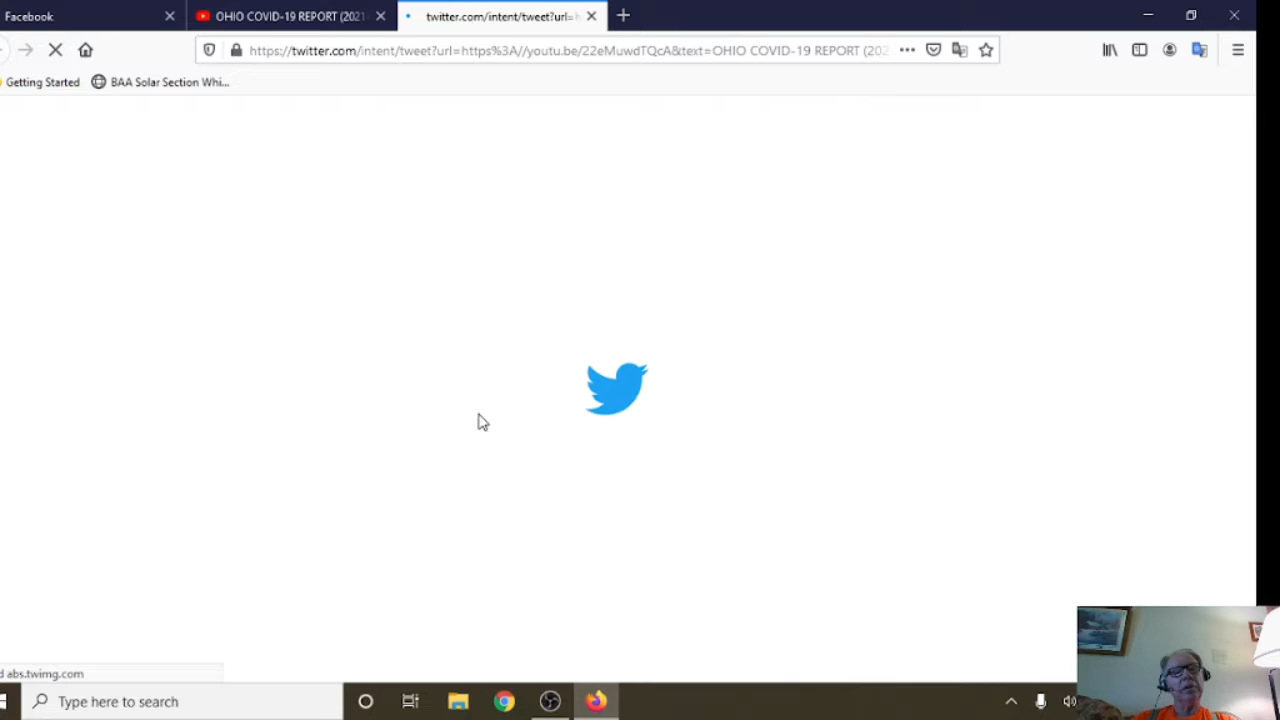 Facebook
OHIO COVID-19 REPORT (2021-
twitter.com/intent/tweet?url=h
https://twitter.com/intent/tweet?url=https%3A//youtu.be/22eMuwdTQcA&text=OHIO COVID-19 REPORT (202
Getting Started
BAA Solar Section Whi...
d abs.twimg.com
Type here to search